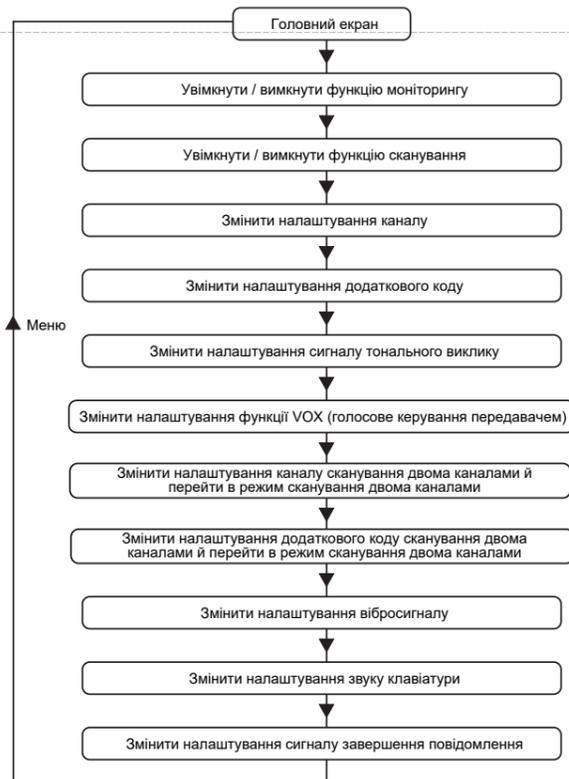 Головний екран
Увімкнути / вимкнути функцію моніторингу
Увімкнути / вимкнути функцію сканування
Змінити налаштування каналу
Змінити налаштування додаткового коду
Меню
Змінити налаштування сигналу тонального виклику
Змінити налаштування функції VOX (голосове керування передавачем)
Змінити налаштування каналу сканування двома каналами й
перейти в режим сканування двома каналами
Змінити налаштування додаткового коду сканування двома
каналами й перейти в режим сканування двома каналами
Змінити налаштування вібросигналу
Змінити налаштування звуку клавіатури
Змінити налаштування сигналу завершення повідомлення